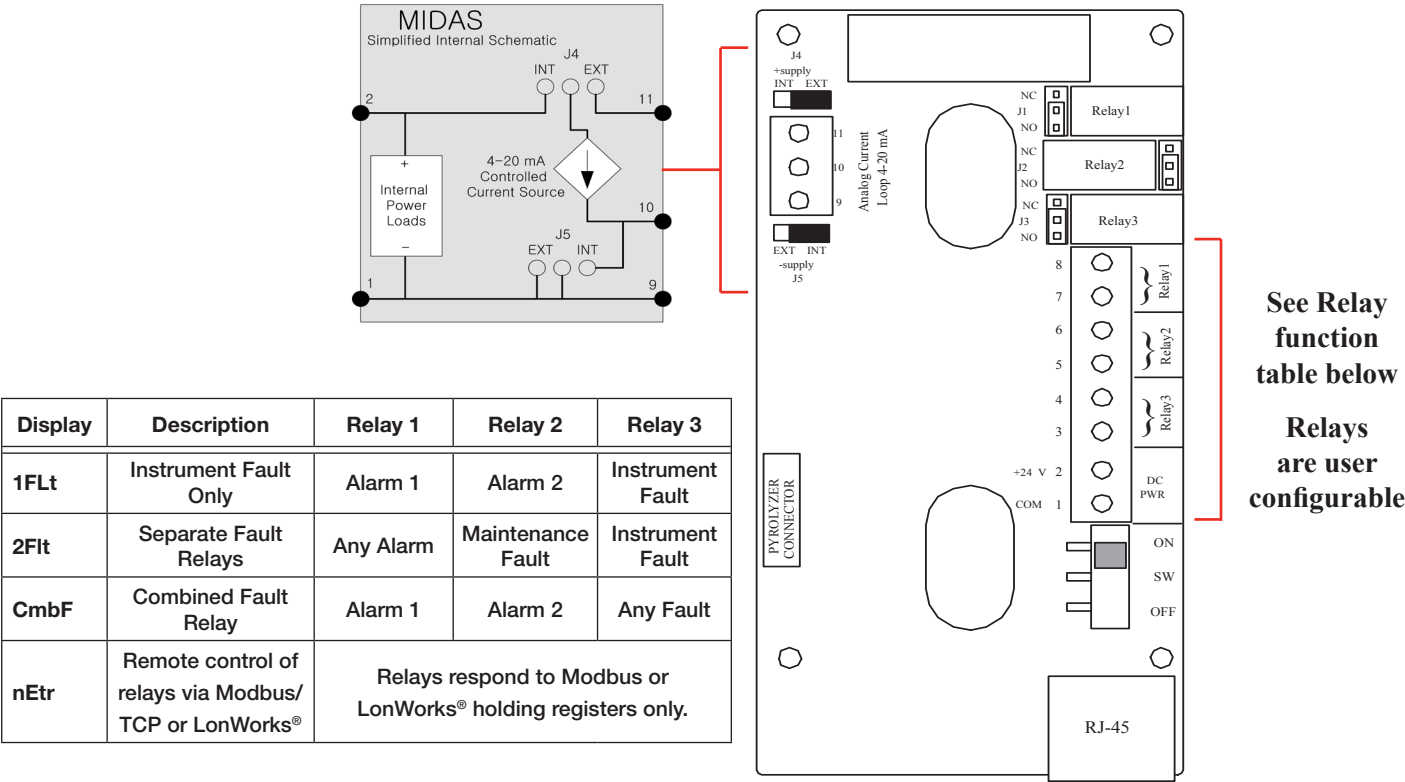 MIDAS
Simplified Internal Schematic
J4
INT
EXT
2
11
+
Internal
Power
Loads
–
4–20 mA
Controlled
Current Source
10
J5
EXT
INT
1
9
J4
+supply
INT EXT
11
10
9
Analog Current
Loop 4-20 mA
EXT INT
-supply
J5
NC
J1
NO
Relay1
NC
J2
NO
Relay2
NC
J3
NO
Relay3
8
7
} Relay1
6
5
} Relay2
4
3
} Relay3
+24 V 2
COM 1
DC
PWR
ON
SW
OFF
PYROLYZER
CONNECTOR
RJ-45
See Relay
function
table below
Relays
are user
configurable
Display Description Relay 1 Relay 2 Relay 3
1FLt Instrument Fault Only Alarm 1 Alarm 2 Instrument Fault
2Flt Separate Fault Relays Any Alarm Maintenance Fault Instrument Fault
CmbF Combined Fault Relay Alarm 1 Alarm 2 Any Fault
nEtr Remote control of relays via Modbus/ TCP or LonWorks® Relays respond to Modbus or LonWorks® holding registers only.